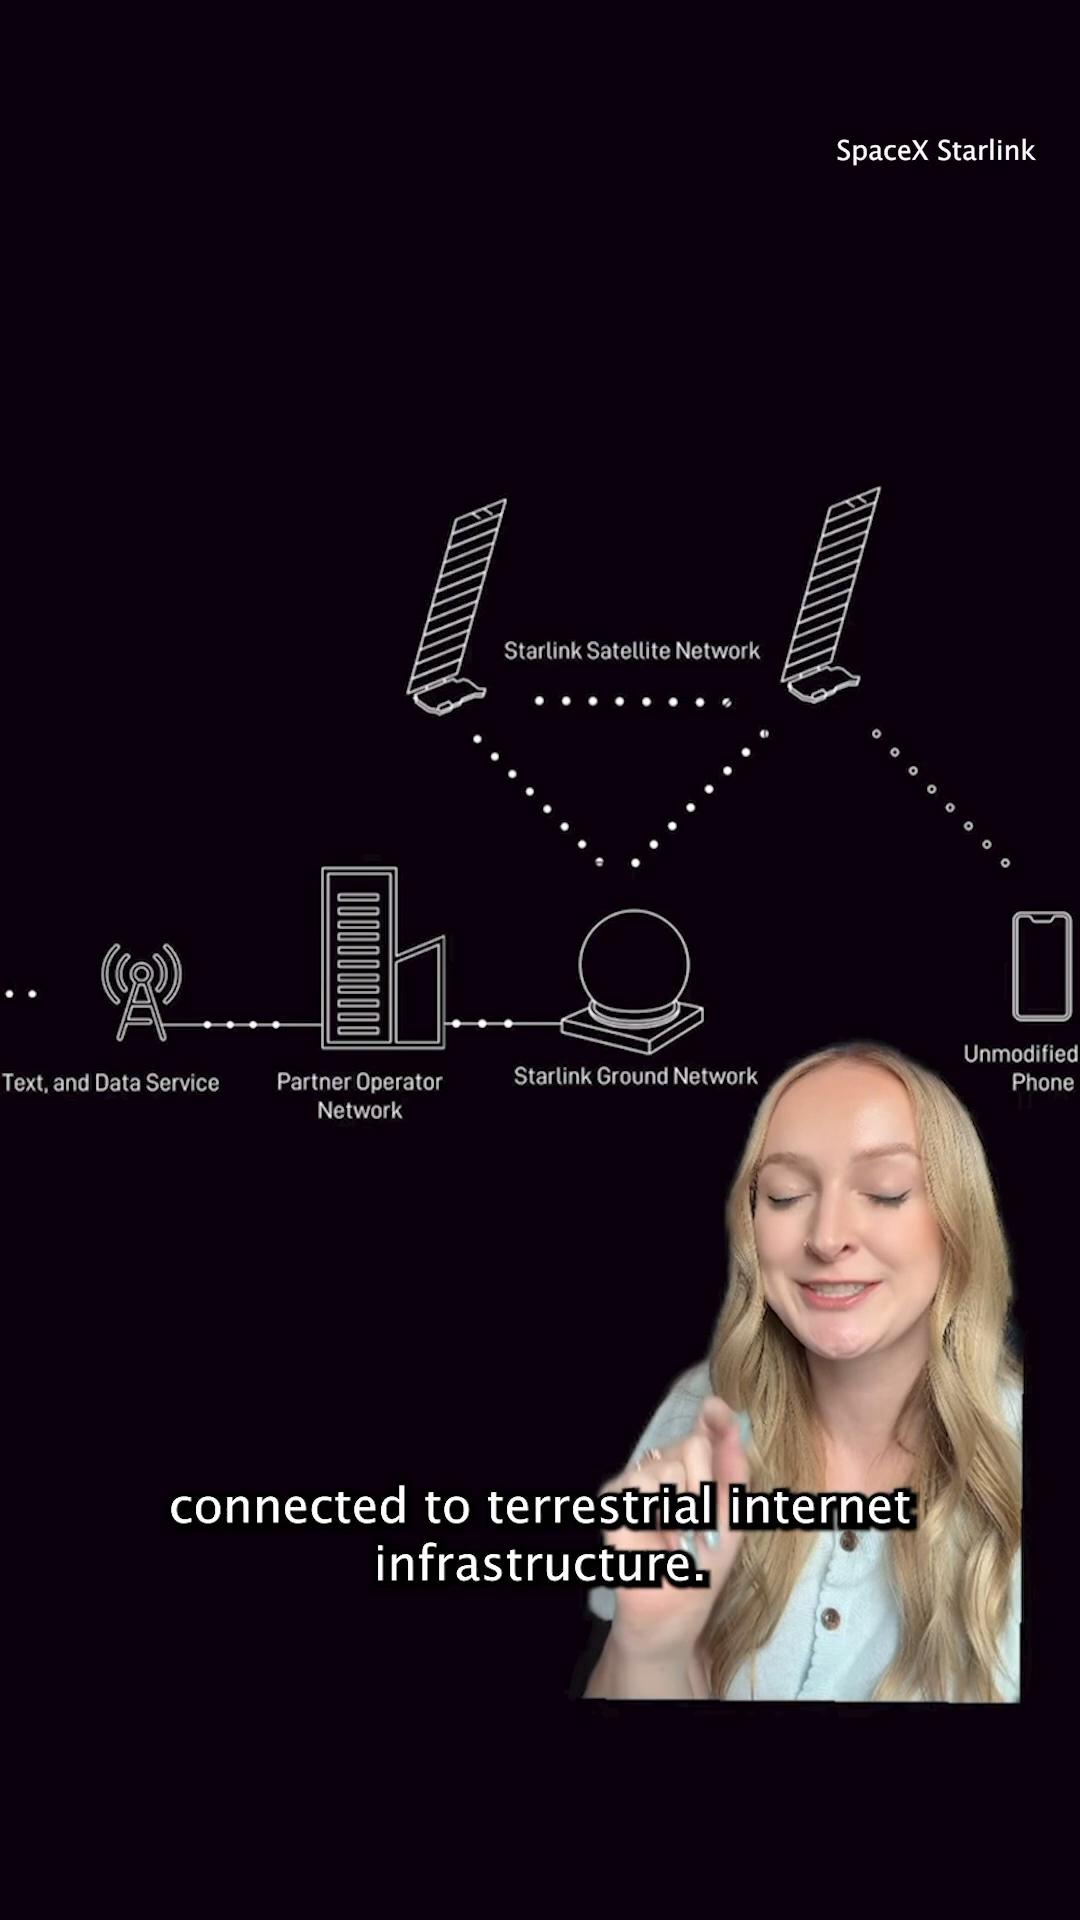 SpaceX Starlink
Starlink Satellite Network
Text, and Data Service
Partner Operator
Network
Starlink Ground Network
Unmodified
Phone
connected to terrestrial internet
infrastructure.